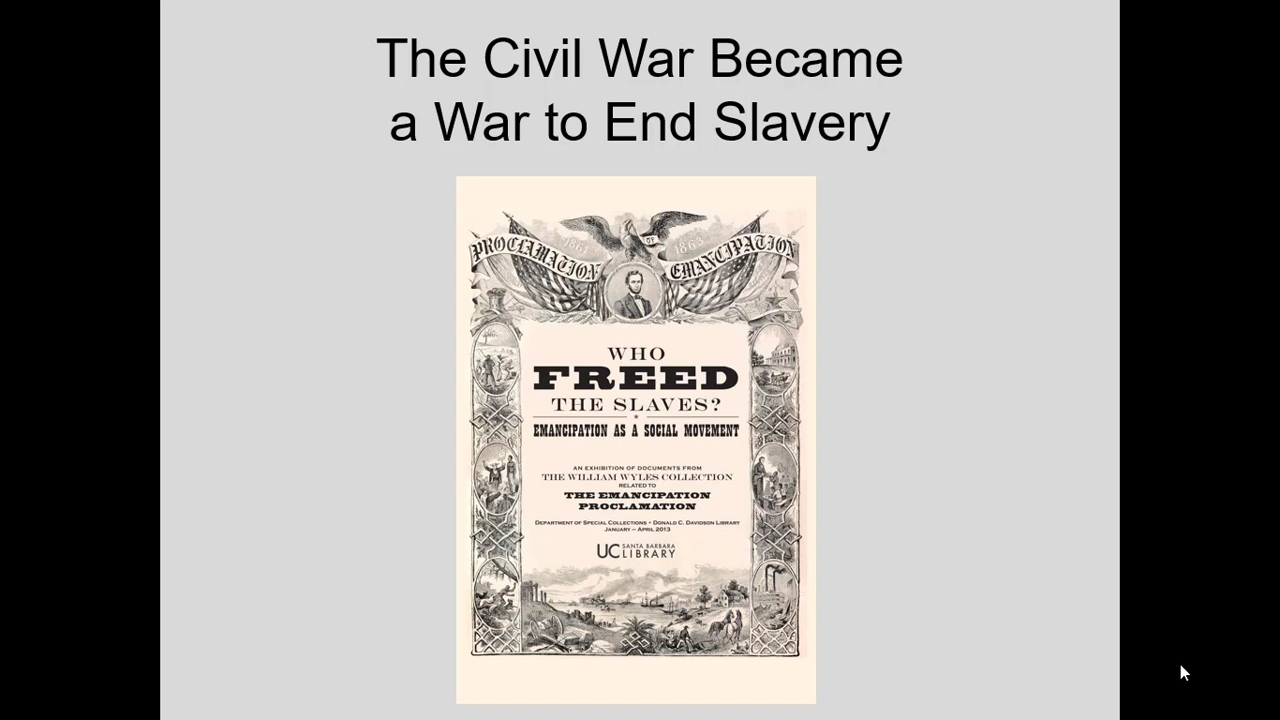 The Civil War Became
a War to End Slavery
PROCLAMATION
1861
OF
1863
EMANCIPATION
WHO
FREED
THE SLAVES?
EMANCIPATION AS A SOCIAL MOVEMENT
AN EXHIBITION OF DOCUMENTS FROM
THE WILLIAM WYLES COLLECTION
RELATED TO
THE EMANCIPATION
PROCLAMATION
DEPARTMENT OF SPECIAL COLLECTIONS • DONALD C. DAVIDSON LIBRARY
JANUARY – APRIL 2013
UC SANTA BARBARA
LIBRARY